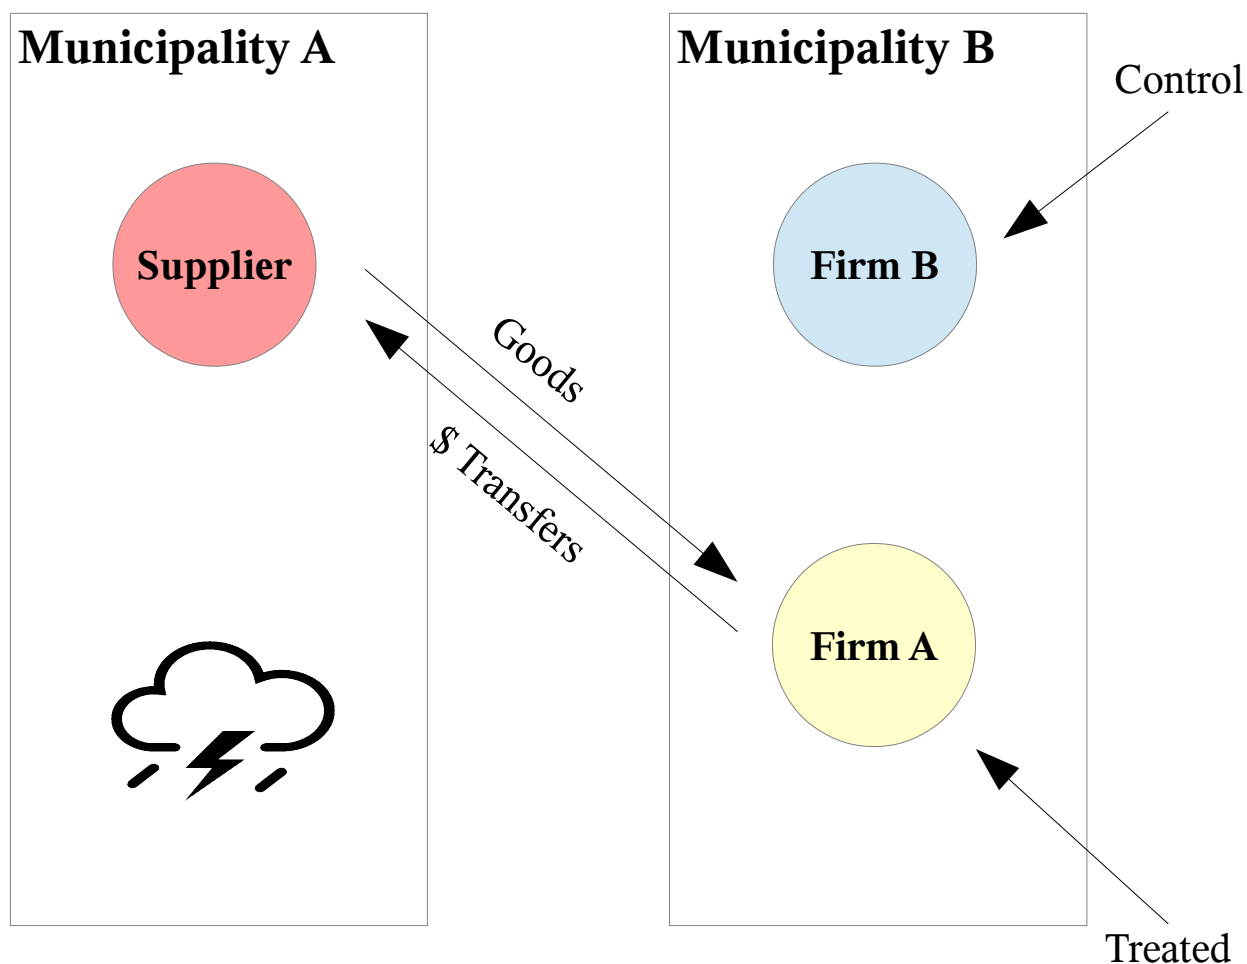 Municipality A
Municipality B
Control
Supplier
Firm B
Goods
$ Transfers
Firm A
Treated